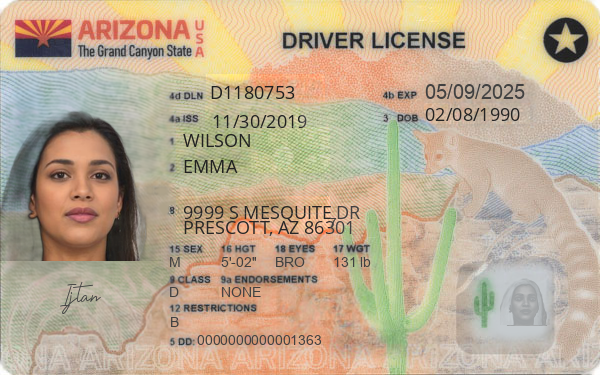 ARIZONA USA
The Grand Canyon State
DRIVER LICENSE
4d DLN D1180753
4b EXP 05/09/2025
4a ISS 11/30/2019
3 DOB 02/08/1990
1 WILSON
2 EMMA
8 9999 S MESQUITE DR
PRESCOTT, AZ 86301
15 SEX 16 HGT 18 EYES 17 WGT
M 5'-02" BRO 131 lb
9 CLASS 9a ENDORSEMENTS
D NONE
12 RESTRICTIONS
B
5 DD: 0000000000001363
ARIZONA ARIZONA ARIZONA